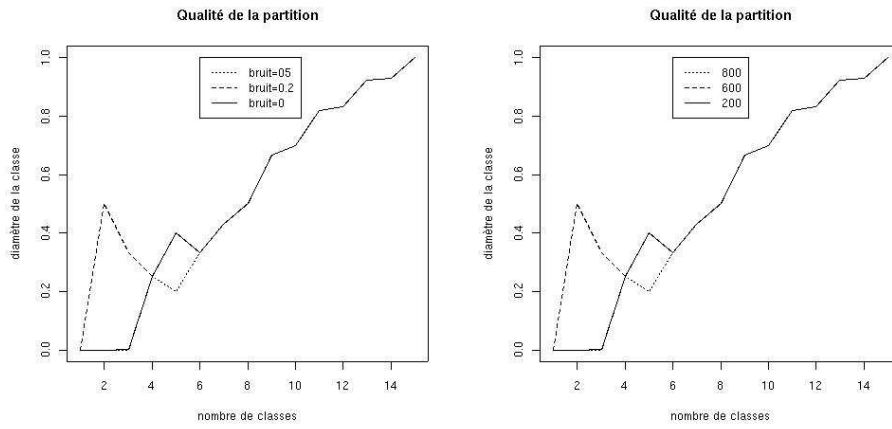 Qualité de la partition
bruit=05
bruit=0.2
bruit=0
diamètre de la classe
0.0 0.2 0.4 0.6 0.8 1.0
2 4 6 8 10 12 14
nombre de classes
Qualité de la partition
800
600
200
diamètre de la classe
0.0 0.2 0.4 0.6 0.8 1.0
2 4 6 8 10 12 14
nombre de classes